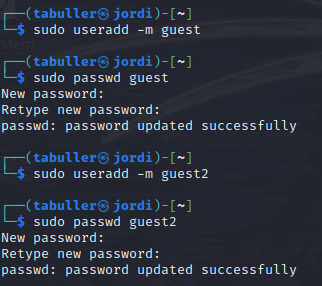 ┌──(tabuller㉿jordi)-[~]
└─$ sudo useradd -m guest
┌──(tabuller㉿jordi)-[~]
└─$ sudo passwd guest
New password:
Retype new password:
passwd: password updated successfully
┌──(tabuller㉿jordi)-[~]
└─$ sudo useradd -m guest2
┌──(tabuller㉿jordi)-[~]
└─$ sudo passwd guest2
New password:
Retype new password:
passwd: password updated successfully